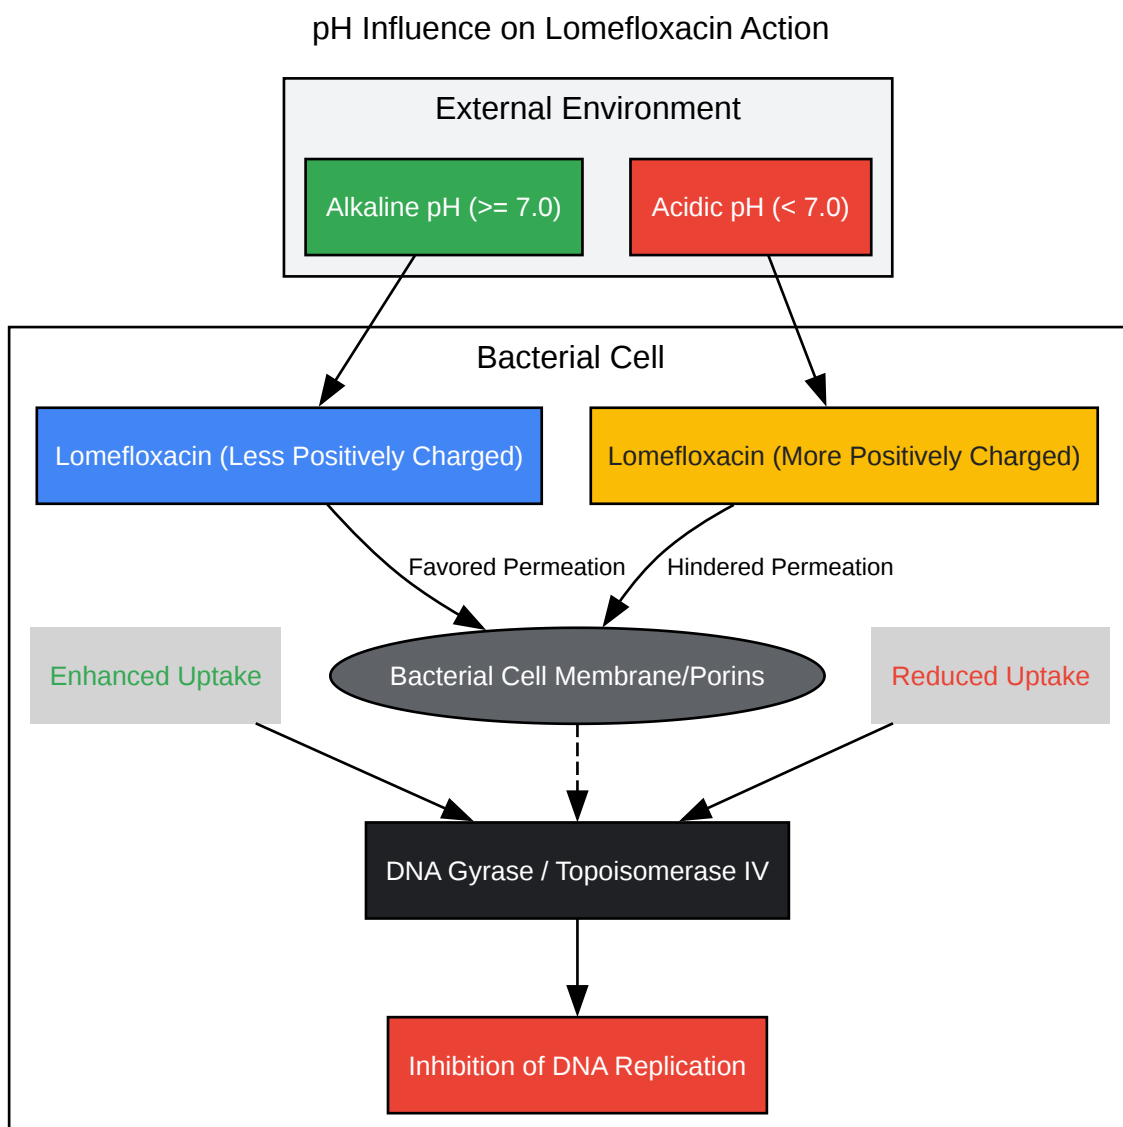 pH Influence on Lomefloxacin Action
External Environment
Alkaline pH (>= 7.0)
Acidic pH (< 7.0)
Bacterial Cell
Lomefloxacin (Less Positively Charged)
Lomefloxacin (More Positively Charged)
Favored Permeation
Hindered Permeation
Enhanced Uptake
Bacterial Cell Membrane/Porins
Reduced Uptake
DNA Gyrase / Topoisomerase IV
Inhibition of DNA Replication